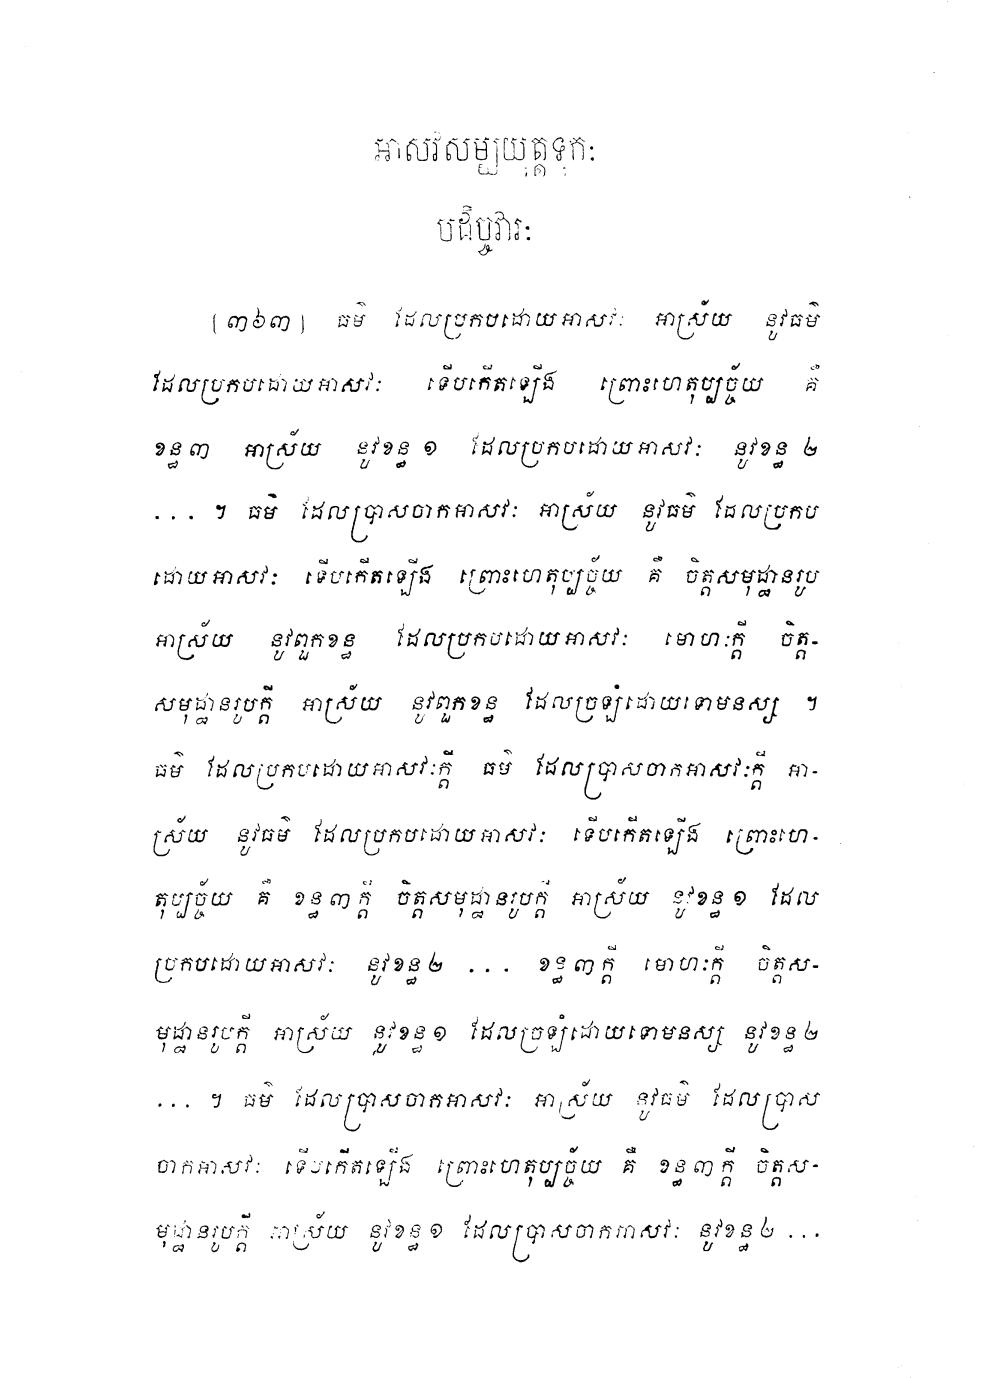 អាសវសម្បយុត្តទុកៈ
បដិច្ចវារៈ
[៣៦៣] ធម៌ ដែលប្រកបដោយអាសវៈ អាស្រ័យ នូវធម៌
ដែលប្រកបដោយអាសវៈ ទើបកើតឡើង ព្រោះហេតុប្បច្ច័យ គឺ
ខន្ធ៣ អាស្រ័យ នូវខន្ធ១ ដែលប្រកបដោយអាសវៈ នូវខន្ធ២
... ។ ធម៌ ដែលប្រាសចាកអាសវៈ អាស្រ័យ នូវធម៌ ដែលប្រកប
ដោយអាសវៈ ទើបកើតឡើង ព្រោះហេតុប្បច្ច័យ គឺ ចិត្តសមុដ្ឋានរូប
អាស្រ័យ នូវពួកខន្ធ ដែលប្រកបដោយអាសវៈ មោហៈក្តី ចិត្ត-
សមុដ្ឋានរូបក្តី អាស្រ័យ នូវពួកខន្ធ ដែលច្រឡំដោយទោមនស្ស ។
ធម៌ ដែលប្រកបដោយអាសវៈក្តី ធម៌ ដែលប្រាសចាកអាសវៈក្តី អា-
ស្រ័យ នូវធម៌ ដែលប្រកបដោយអាសវៈ ទើបកើតឡើង ព្រោះហេ-
តុប្បច្ច័យ គឺ ខន្ធ៣ក្តី ចិត្តសមុដ្ឋានរូបក្តី អាស្រ័យ នូវខន្ធ១ ដែល
ប្រកបដោយអាសវៈ នូវខន្ធ២ ... ខន្ធ៣ក្តី មោហៈក្តី ចិត្តស-
មុដ្ឋានរូបក្តី អាស្រ័យ នូវខន្ធ១ ដែលច្រឡំដោយទោមនស្ស នូវខន្ធ២
... ។ ធម៌ ដែលប្រាសចាកអាសវៈ អាស្រ័យ នូវធម៌ ដែលប្រាស
ចាកអាសវៈ ទើបកើតឡើង ព្រោះហេតុប្បច្ច័យ គឺ ខន្ធ៣ក្តី ចិត្តស-
មុដ្ឋានរូបក្តី អាស្រ័យ នូវខន្ធ១ ដែលប្រាសចាកអាសវៈ នូវខន្ធ២ ...